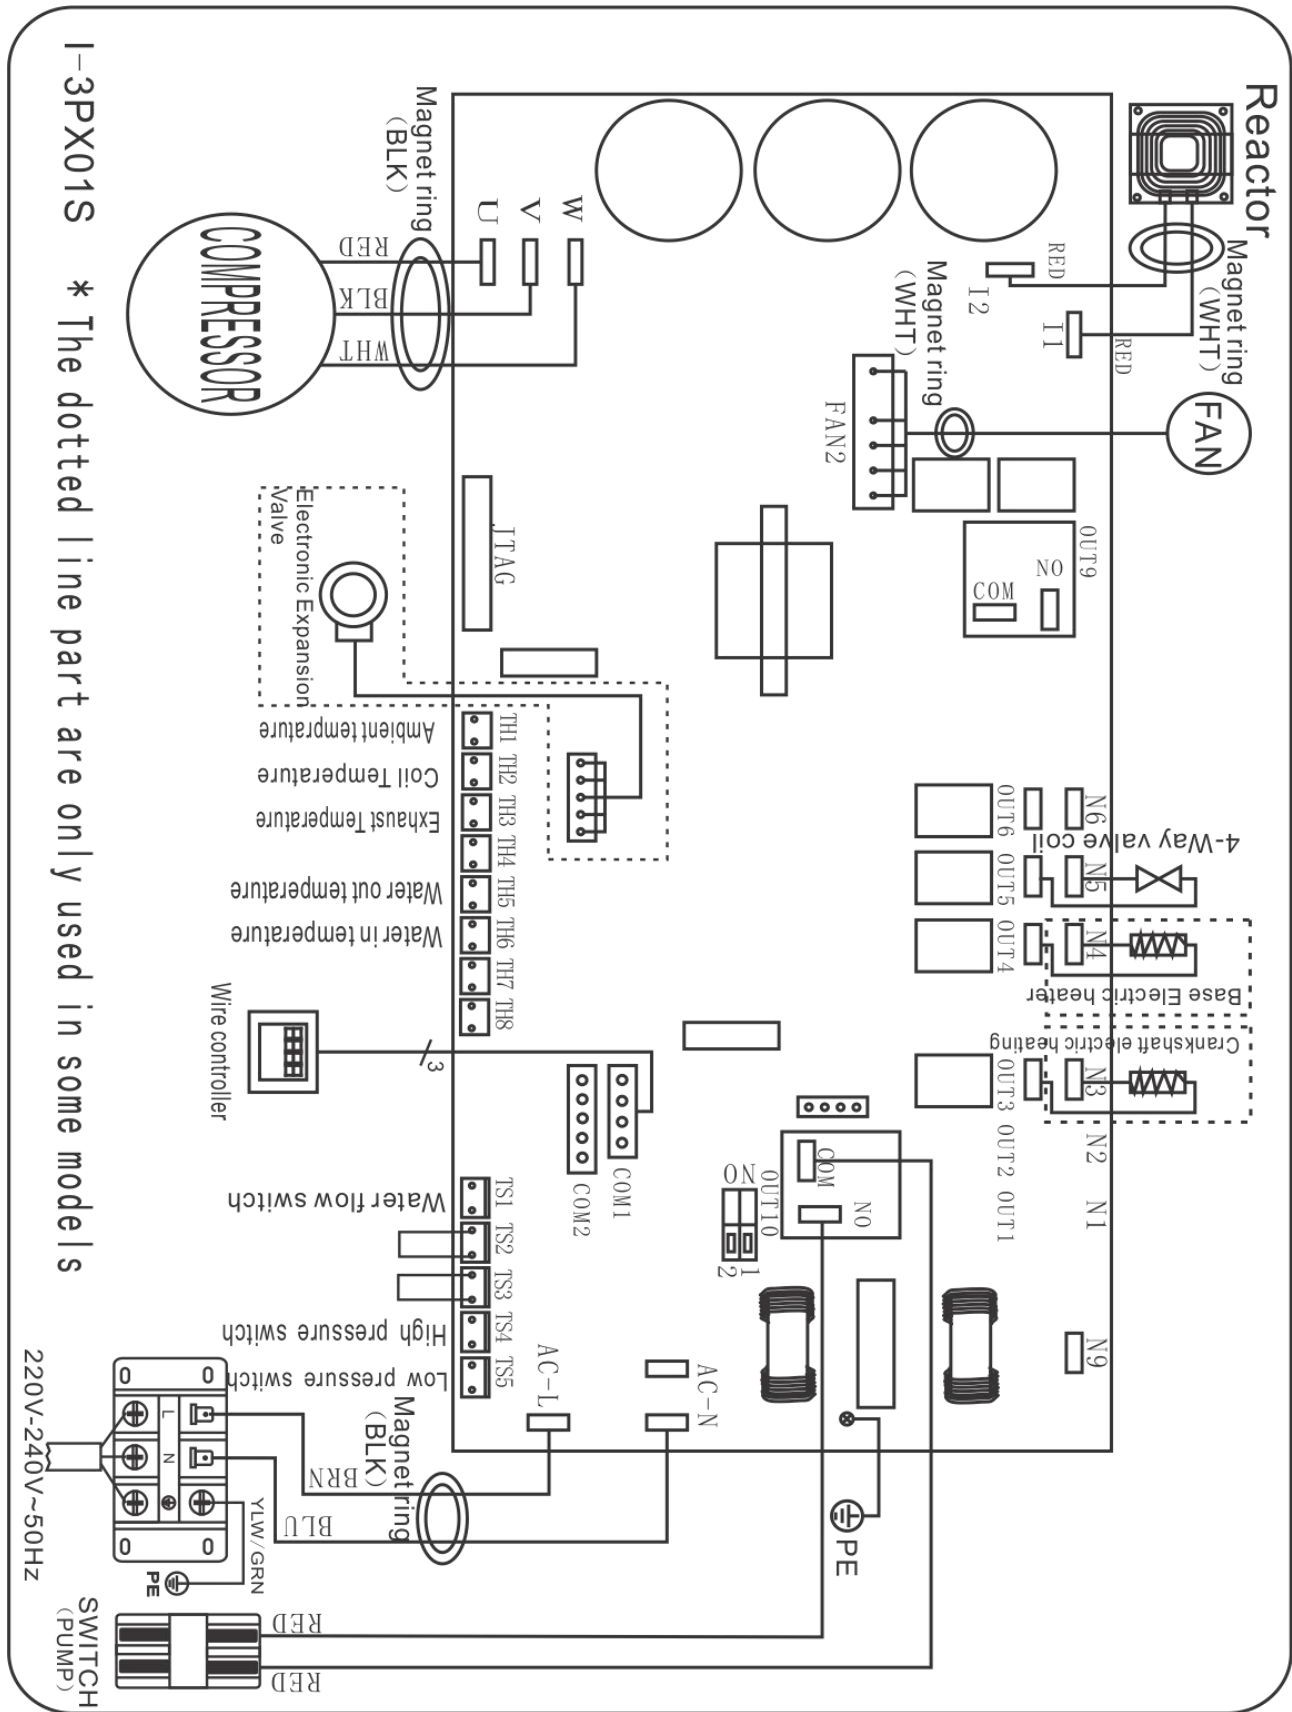 Reactor
Magnet ring
(WHT)
RED
RED
I2
I1
FAN
Magnet ring
(WHT)
FAN2
Magnet ring
(BLK)
U
V
W
RED
BLK
WHT
COMPRESSOR
I-3PX01S
* The dotted line part are only used in some models
OUT9
NO
COM
JTAG
Electronic Expansion
Valve
TH1
Ambient temprature
TH2
Coil Temperature
TH3
Exhaust Temperature
TH4
TH5
Water out temperature
TH6
Water in temperature
TH7
TH8
Wire controller
3
COM1
COM2
OUT6
N6
4-Way valve coil
OUT5
N5
OUT4
N4
Base Electric heater
Crankshaft electric heating
OUT3
N3
OUT2
N2
OUT1
N1
COM
NO
OUT10
NO
1
2
TS1
Water flow switch
TS2
TS3
TS4
High pressure switch
TS5
Low pressure switch
AC-L
AC-N
N9
Magnet ring
(BLK)
BRN
BLU
L
N
YLW/GRN
PE
PE
220V-240V~50Hz
SWITCH
(PUMP)
RED
RED